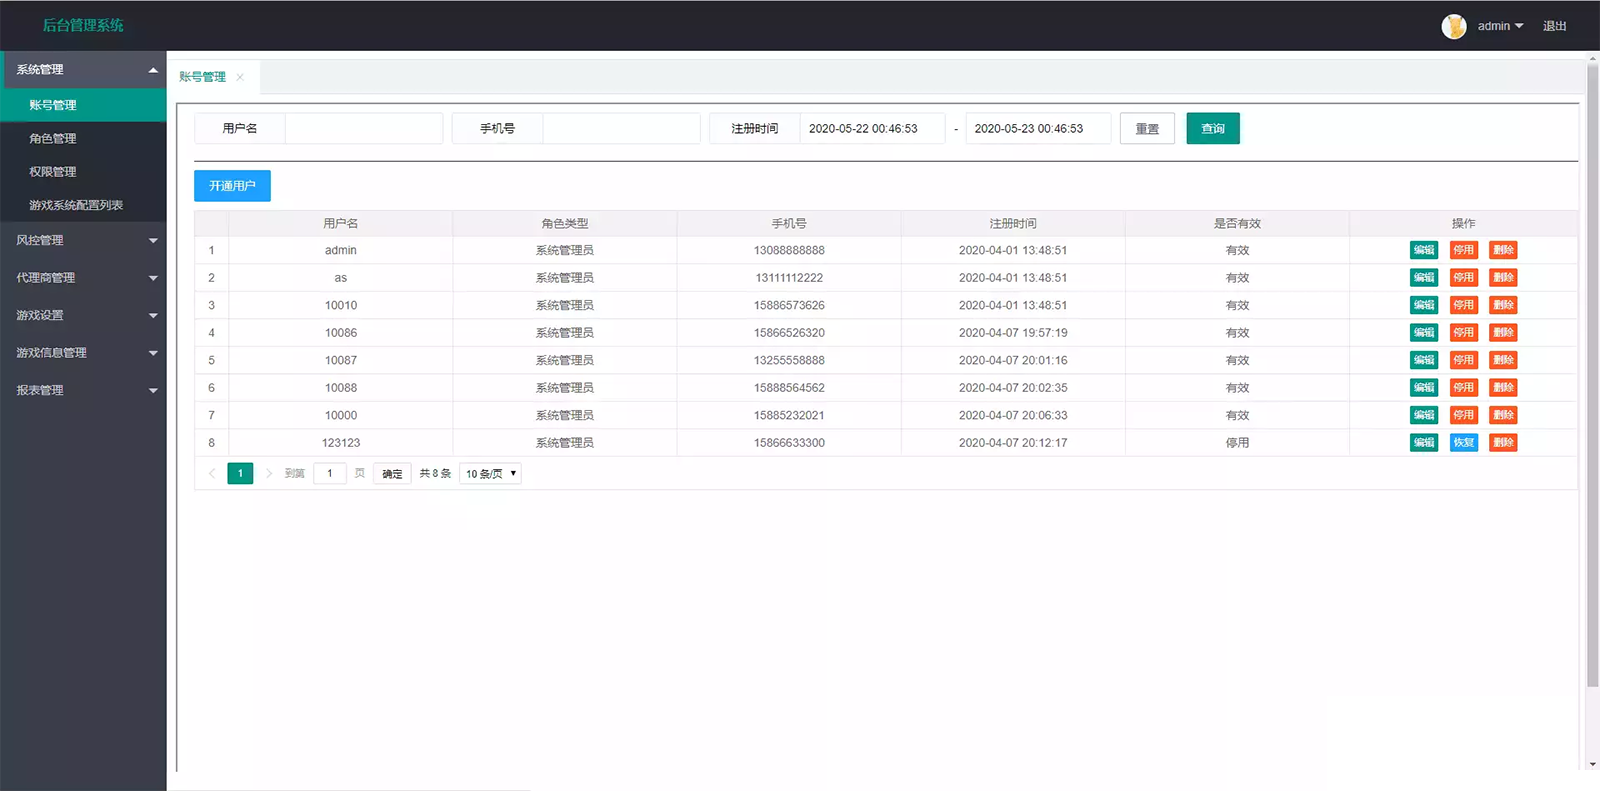 后台管理系统
admin
退出
系统管理
账号管理
角色管理
权限管理
游戏系统配置列表
风控管理
代理商管理
游戏设置
游戏信息管理
报表管理
账号管理
用户名 手机号 注册时间 2020-05-22 00:46:53 - 2020-05-23 00:46:53 重置 查询
开通用户
用户名 角色类型 手机号 注册时间 是否有效 操作
1 admin 系统管理员 13088888888 2020-04-01 13:48:51 有效 编辑 停用 删除
2 as 系统管理员 13111112222 2020-04-01 13:48:51 有效 编辑 停用 删除
3 10010 系统管理员 15886573626 2020-04-01 13:48:51 有效 编辑 停用 删除
4 10086 系统管理员 15866526320 2020-04-07 19:57:19 有效 编辑 停用 删除
5 10087 系统管理员 13255558888 2020-04-07 20:01:16 有效 编辑 停用 删除
6 10088 系统管理员 15888564562 2020-04-07 20:02:35 有效 编辑 停用 删除
7 10000 系统管理员 15885232021 2020-04-07 20:06:33 有效 编辑 停用 删除
8 123123 系统管理员 15866633300 2020-04-07 20:12:17 停用 编辑 恢复 删除
1 到第 1 页 确定 共 8 条 10 条/页